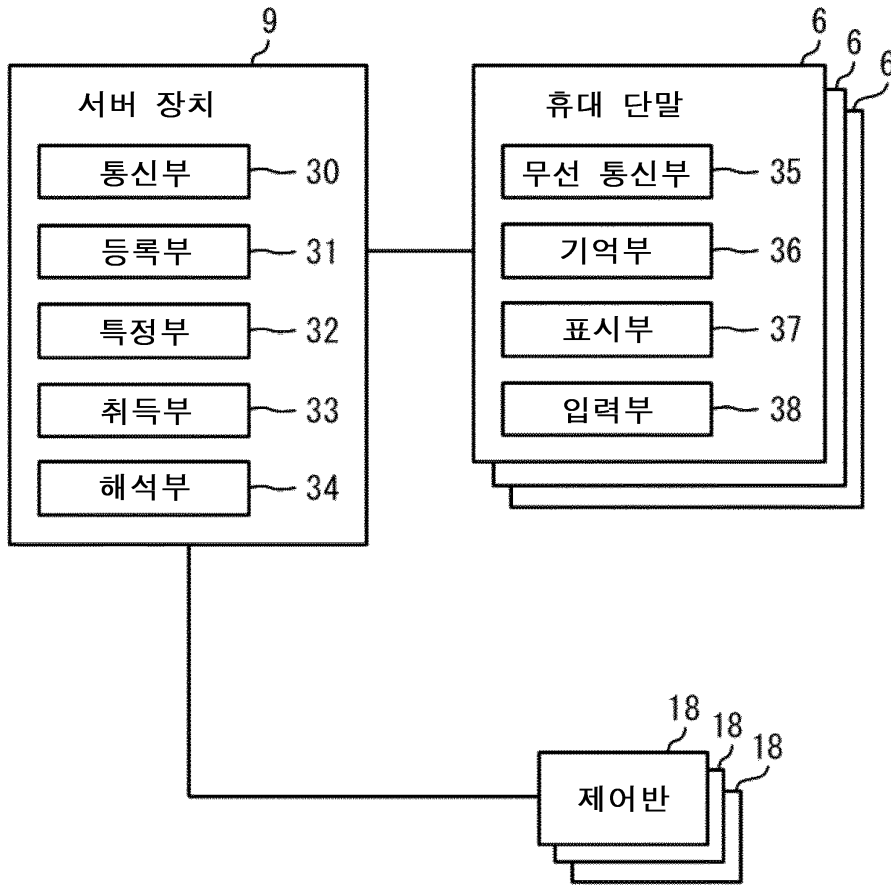 9
서버 장치
통신부 30
등록부 31
특정부 32
취득부 33
해석부 34
6
6
6
휴대 단말
무선 통신부 35
기억부 36
표시부 37
입력부 38
18
18
18
제어반